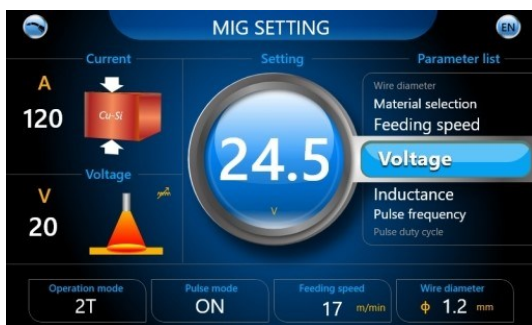 MIG SETTING
EN
Current
A
120
Cu-Si
Voltage
V
20
Setting
24.5
V
Parameter list
Wire diameter
Material selection
Feeding speed
Voltage
Inductance
Pulse frequency
Pulse duty cycle
Operation mode
2T
Pulse mode
ON
Feeding speed
17 m/min
Wire diameter
ϕ 1.2 mm